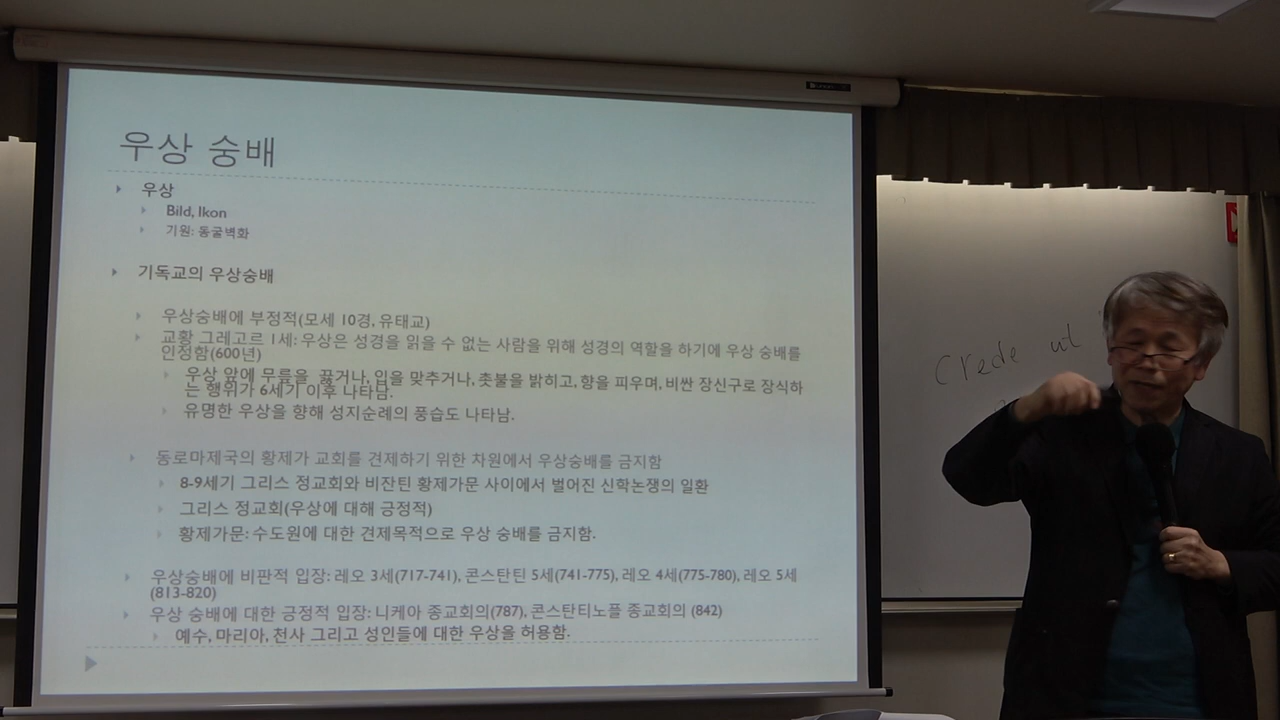 우상 숭배
우상
Bild, Ikon
기원: 동굴벽화
기독교의 우상숭배
우상숭배에 부정적(모세 10경, 유태교)
교황 그레고르 1세: 우상은 성경을 읽을 수 없는 사람을 위해 성경의 역할을 하기에 우상 숭배를
인정함(600년)
우상 앞에 무릎을 꿇거나, 입을 맞추거나, 촛불을 밝히고, 향을 피우며, 비싼 장신구로 장식하
는 행위가 6세기 이후 나타남.
유명한 우상을 향해 성지순례의 풍습도 나타남.
동로마제국의 황제가 교회를 견제하기 위한 차원에서 우상숭배를 금지함
8-9세기 그리스 정교회와 비잔틴 황제가문 사이에서 벌어진 신학논쟁의 일환
그리스 정교회(우상에 대해 긍정적)
황제가문: 수도원에 대한 견제목적으로 우상 숭배를 금지함.
우상숭배에 비판적 입장: 레오 3세(717-741), 콘스탄틴 5세(741-775), 레오 4세(775-780), 레오 5세
(813-820)
우상 숭배에 대한 긍정적 입장: 니케아 종교회의(787), 콘스탄티노플 종교회의 (842)
예수, 마리아, 천사 그리고 성인들에 대한 우상을 허용함.
Crede ut